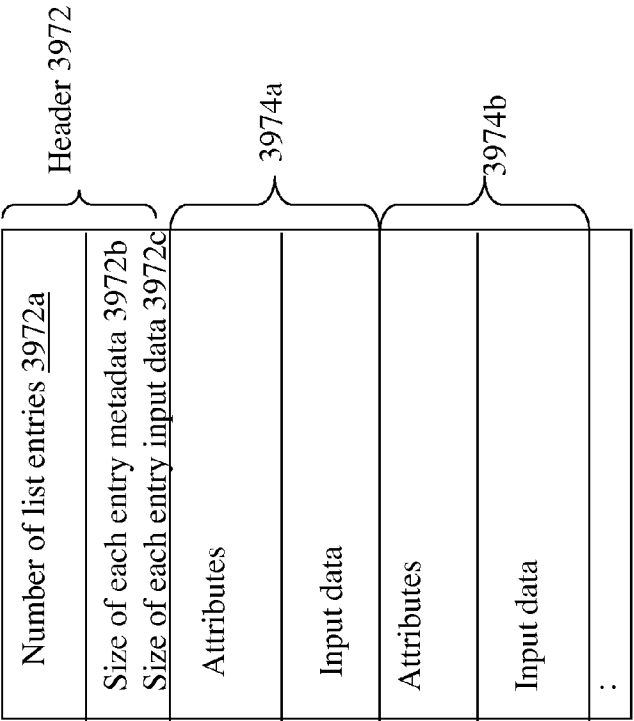 Number of list entries 3972a
Size of each entry metadata 3972b
Size of each entry input data 3972c
Header 3972
Attributes
Input data
3974a
Attributes
Input data
3974b
: